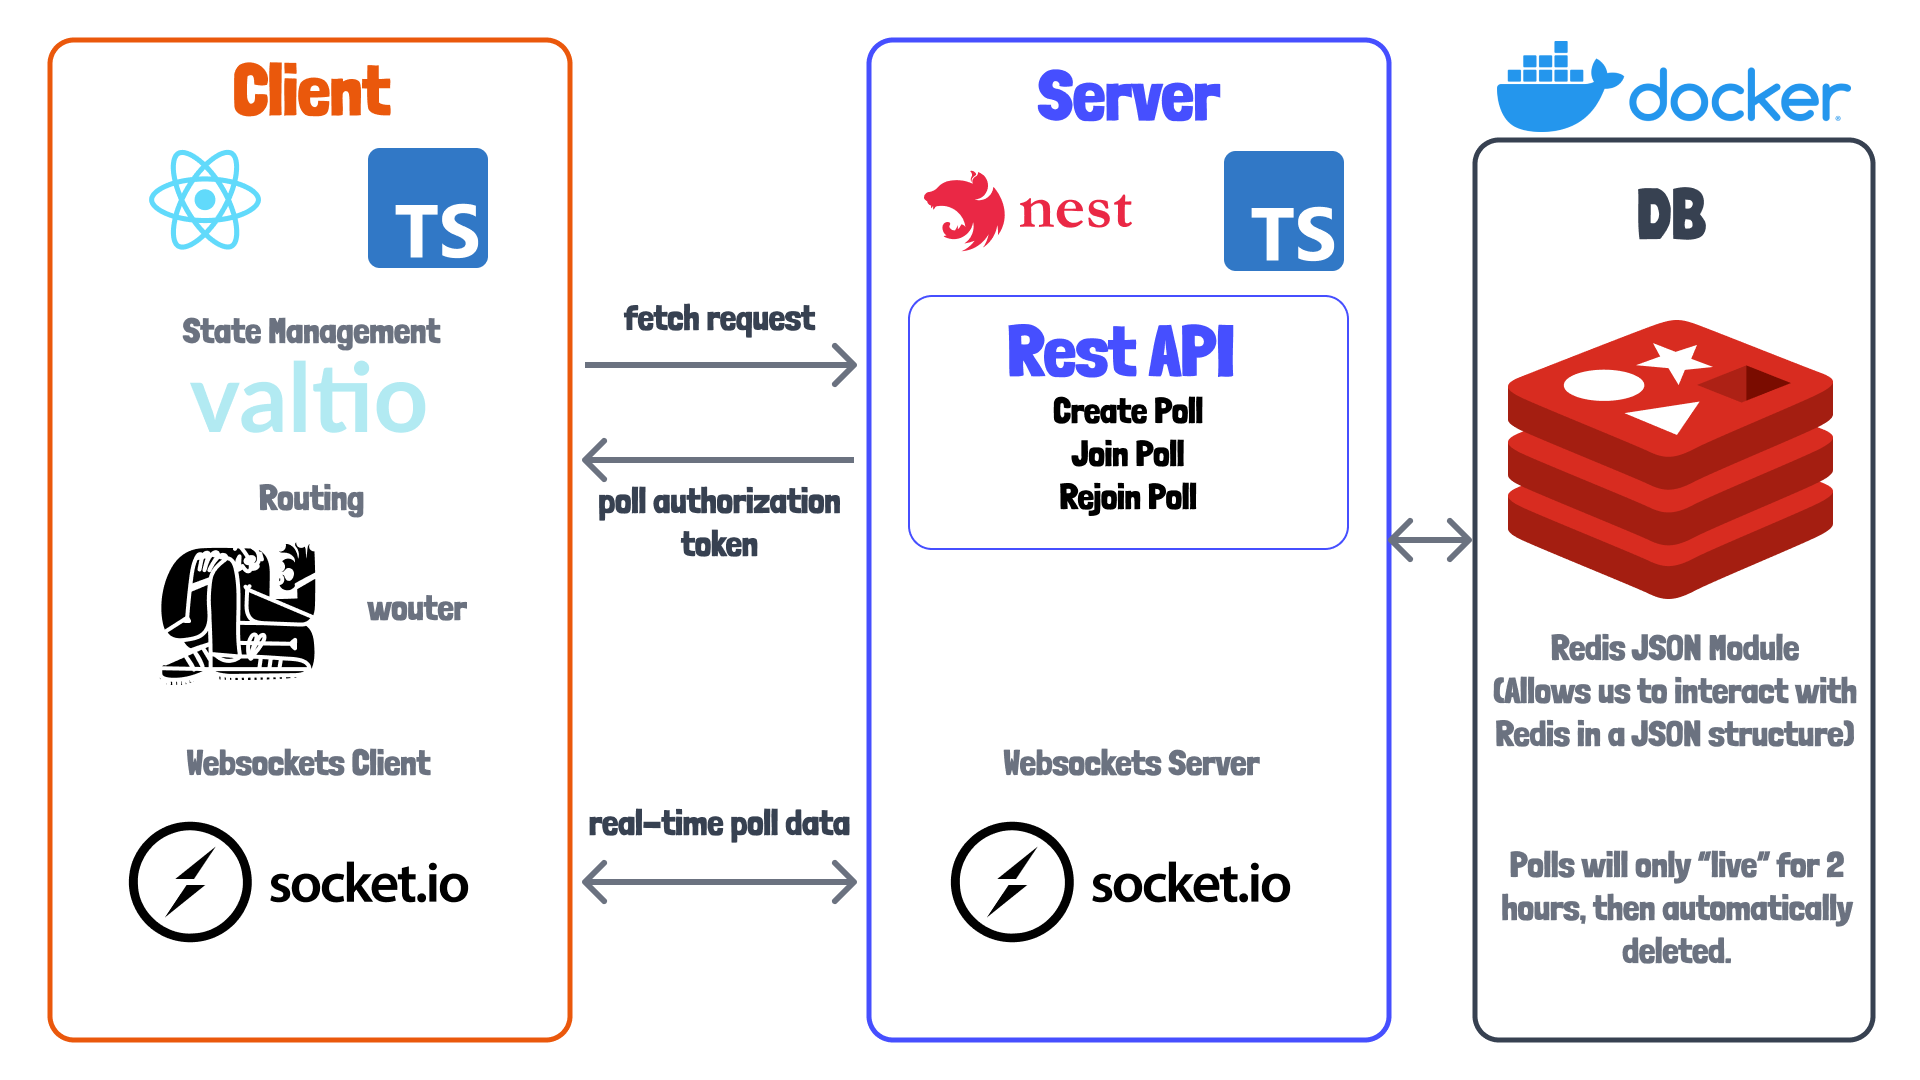 Client
TS
State Management
valtio
Routing
wouter
Websockets Client
socket.io
fetch request
poll authorization
token
real-time poll data
Server
nest
TS
Rest API
Create Poll
Join Poll
Rejoin Poll
Websockets Server
socket.io
docker
DB
Redis JSON Module
(Allows us to interact with
Redis in a JSON structure)
Polls will only "live" for 2
hours, then automatically
deleted.